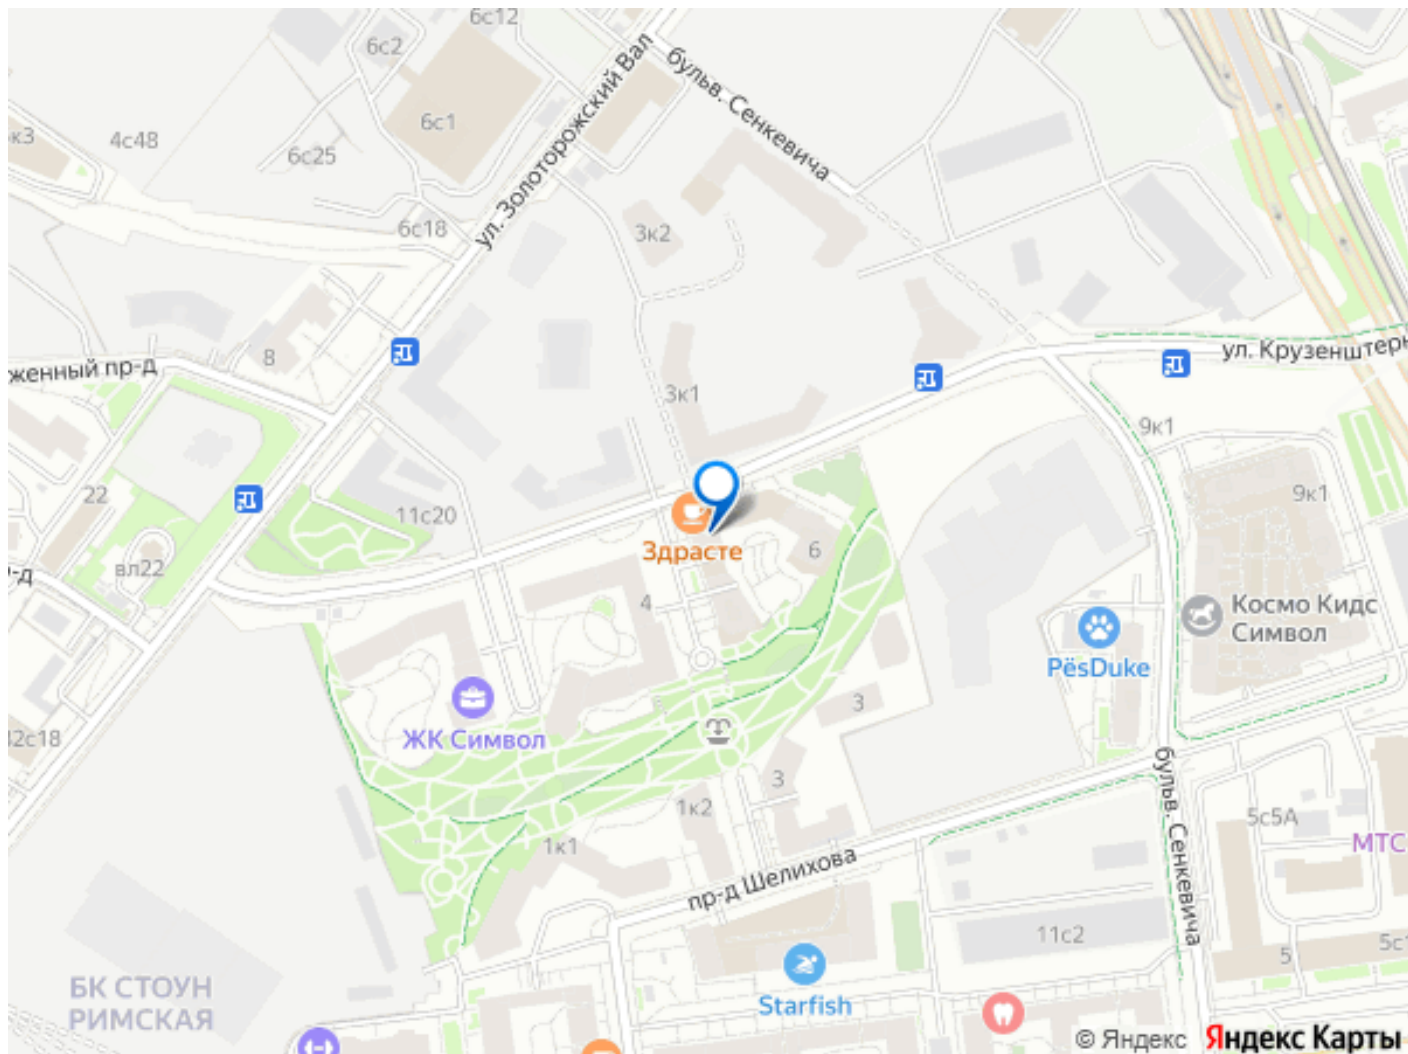 6с12
6с2
ул. Золоторожский Вал
бульв. Сенкевича
6с1
4с48
6с25
6с18
3к2
8
женный пр-д
ул. Крузенштерн
3к1
9к1
22
11с20
9к1
вл22
Здрасте
6
4
Космо Кидс
Символ
PёsDuke
ЖК Символ
3
42с18
3
1к2
бульв. Сенкевича
5с5А
МТС
1к1
пр-д Шелихова
11с2
5
БК СТОУН
РИМСКАЯ
Starfish
© Яндекс
Яндекс Карты